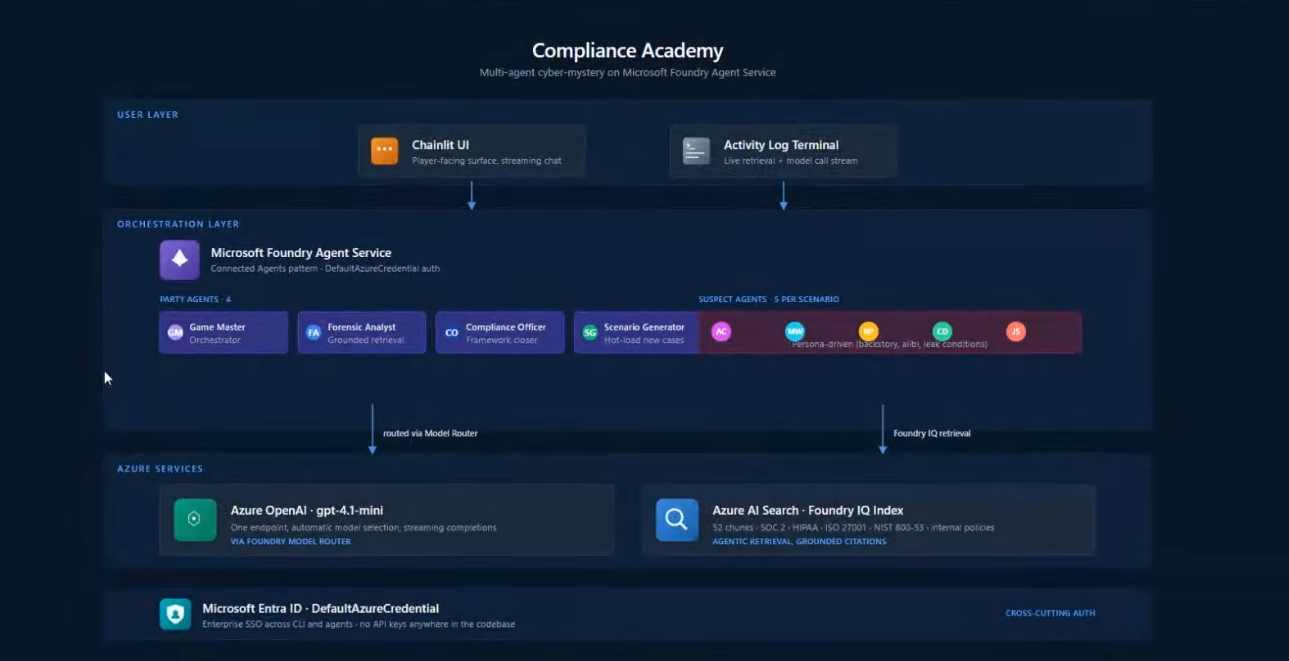 Compliance Academy
Multi-agent cyber-mystery on Microsoft Foundry Agent Service
USER LAYER
Chainlit UI
Player-facing surface, streaming chat
Activity Log Terminal
Live retrieval + model call stream
ORCHESTRATION LAYER
Microsoft Foundry Agent Service
Connected Agents pattern · DefaultAzureCredential auth
PARTY AGENTS · 4
GM
Game Master
Orchestrator
FA
Forensic Analyst
Grounded retrieval
CO
Compliance Officer
Framework closer
SG
Scenario Generator
Hot-load new cases
SUSPECT AGENTS · 5 PER SCENARIO
AC
MW
RP
CD
JS
Persona-driven (backstory, alibi, leak conditions)
routed via Model Router
Foundry IQ retrieval
AZURE SERVICES
Azure OpenAI · gpt-4.1-mini
One endpoint, automatic model selection, streaming completions
VIA FOUNDRY MODEL ROUTER
Azure AI Search · Foundry IQ Index
52 chunks · SOC 2 · HIPAA · ISO 27001 · NIST 800-53 · internal policies
AGENTIC RETRIEVAL, GROUNDED CITATIONS
Microsoft Entra ID · DefaultAzureCredential
Enterprise SSO across CLI and agents · no API keys anywhere in the codebase
CROSS-CUTTING AUTH